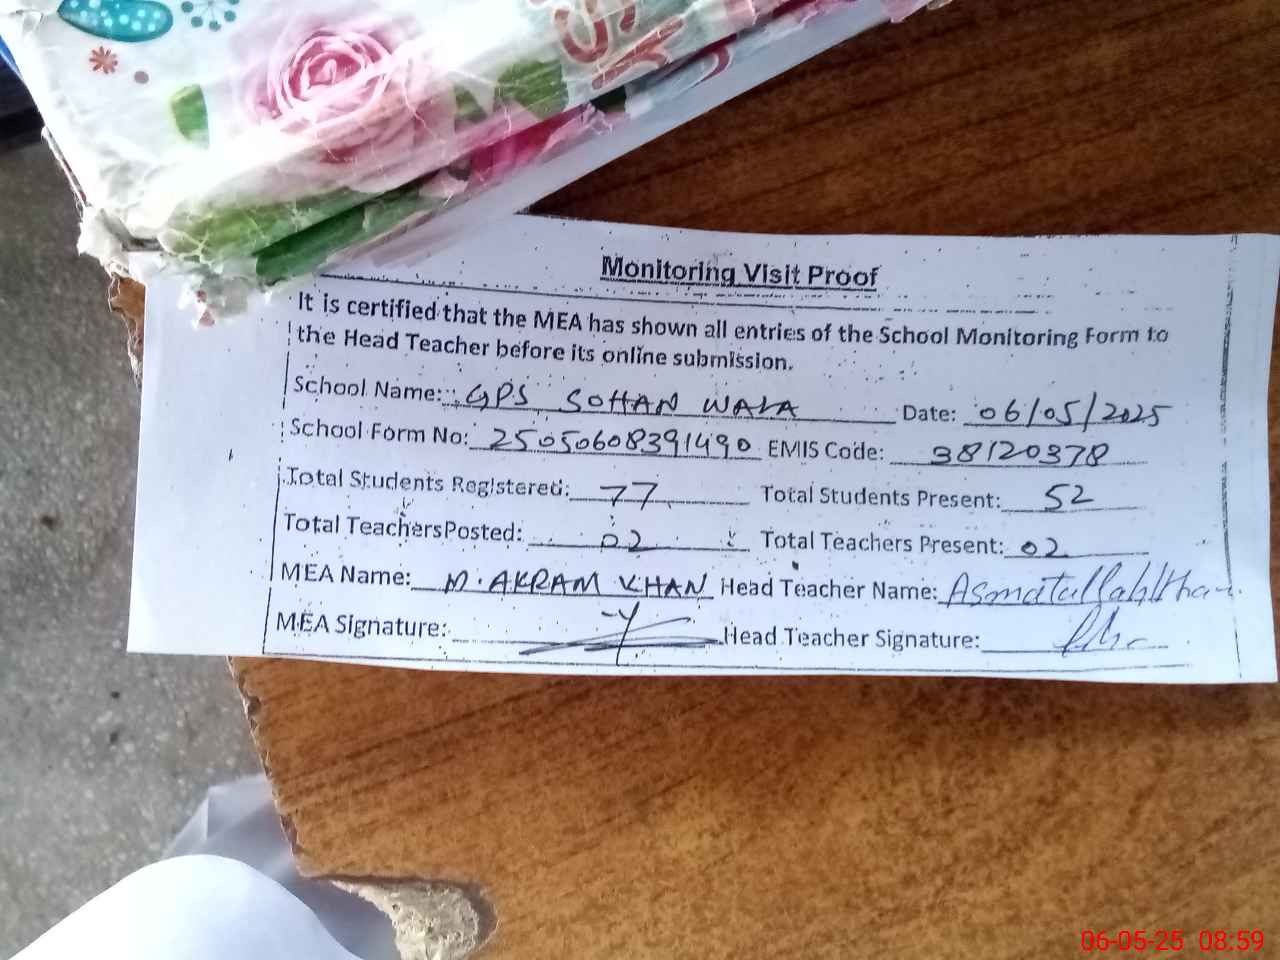 Monitoring Visit Proof
It is certified that the MEA has shown all entries of the School Monitoring Form to
the Head Teacher before its online submission.
School Name: GPS SOHAN WALA Date: 06/05/2025
School Form No: 25050608391490 EMIS Code: 38120378
Total Students Registered: 77 Total Students Present: 52
Total Teachers Posted: 02 Total Teachers Present: 02
MEA Name: M. AKRAM KHAN Head Teacher Name: Asmatullah Khan
MEA Signature: Head Teacher Signature:
06-05-25 08:59